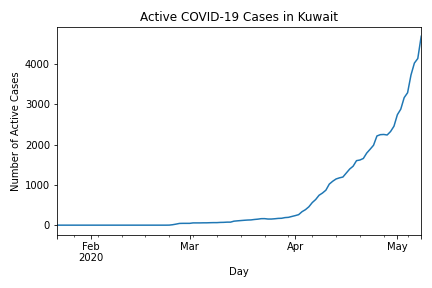 Active COVID-19 Cases in Kuwait
Number of Active Cases
4000
3000
2000
1000
0
Feb
2020
Mar
Apr
May
Day